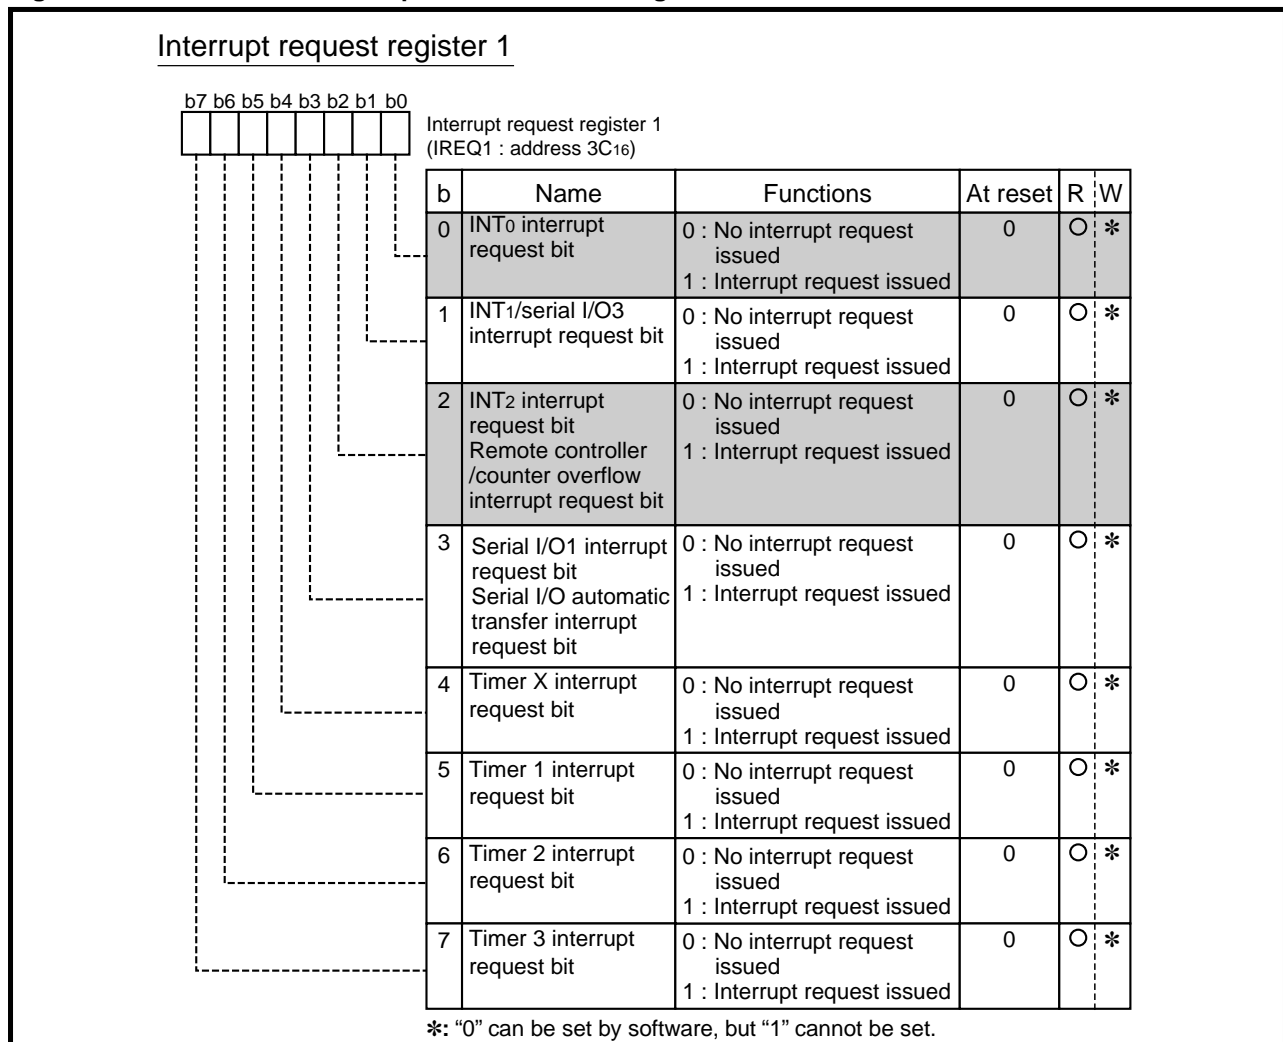 Interrupt request register 1
b7 b6 b5 b4 b3 b2 b1 b0
Interrupt request register 1
(IREQ1 : address 3C16)
b Name Functions At reset R W
0 INT0 interrupt request bit 0 : No interrupt request issued 0 ○ ✻
1 : Interrupt request issued
1 INT1/serial I/O3 interrupt request bit 0 : No interrupt request issued 0 ○ ✻
1 : Interrupt request issued
2 INT2 interrupt request bit 0 : No interrupt request issued 0 ○ ✻
Remote controller /counter overflow interrupt request bit 1 : Interrupt request issued
3 Serial I/O1 interrupt request bit 0 : No interrupt request issued 0 ○ ✻
Serial I/O automatic transfer interrupt request bit 1 : Interrupt request issued
4 Timer X interrupt request bit 0 : No interrupt request issued 0 ○ ✻
1 : Interrupt request issued
5 Timer 1 interrupt request bit 0 : No interrupt request issued 0 ○ ✻
1 : Interrupt request issued
6 Timer 2 interrupt request bit 0 : No interrupt request issued 0 ○ ✻
1 : Interrupt request issued
7 Timer 3 interrupt request bit 0 : No interrupt request issued 0 ○ ✻
1 : Interrupt request issued
✻: “0” can be set by software, but “1” cannot be set.